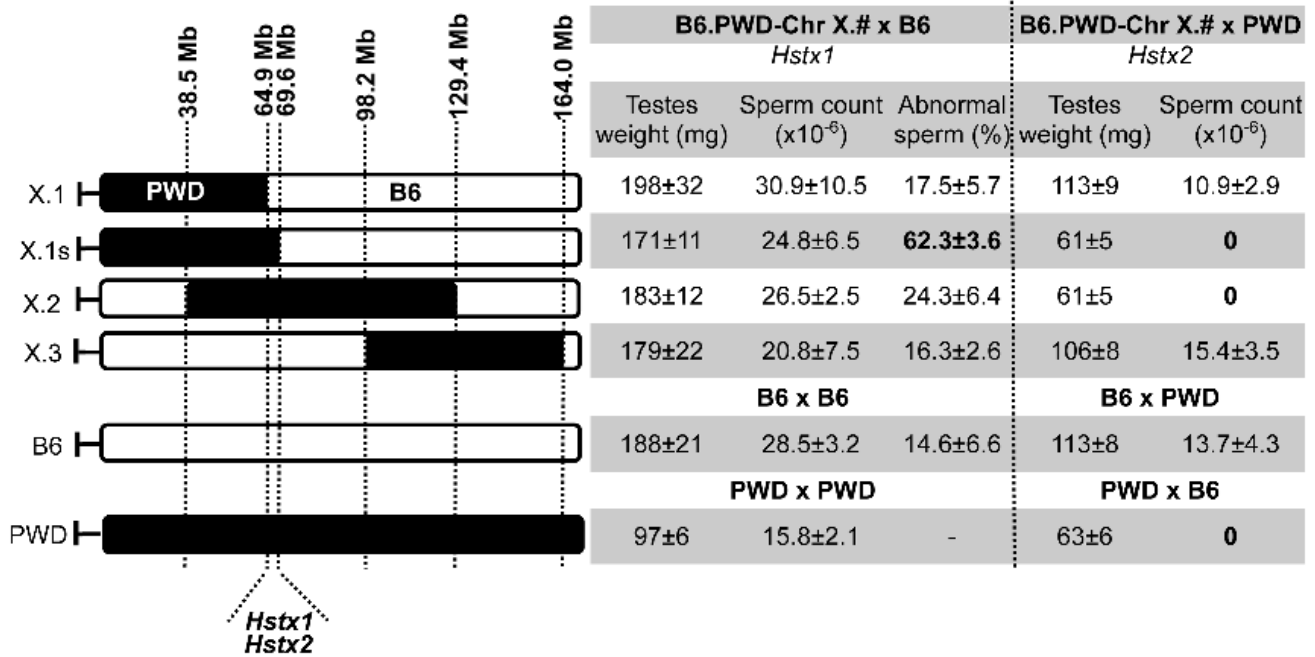 38.5 Mb
64.9 Mb
69.6 Mb
98.2 Mb
129.4 Mb
164.0 Mb
B6.PWD-Chr X.# x B6 B6.PWD-Chr X.# x PWD
Hstx1 Hstx2
Testes Sperm count Abnormal Testes Sperm count
weight (mg) (x10⁻⁶) sperm (%) weight (mg) (x10⁻⁶)
X.1 PWD B6 198±32 30.9±10.5 17.5±5.7 113±9 10.9±2.9
X.1s 171±11 24.8±6.5 62.3±3.6 61±5 0
X.2 183±12 26.5±2.5 24.3±6.4 61±5 0
X.3 179±22 20.8±7.5 16.3±2.6 106±8 15.4±3.5
B6 x B6 B6 x PWD
B6 188±21 28.5±3.2 14.6±6.6 113±8 13.7±4.3
PWD x PWD PWD x B6
PWD 97±6 15.8±2.1 - 63±6 0
Hstx1
Hstx2